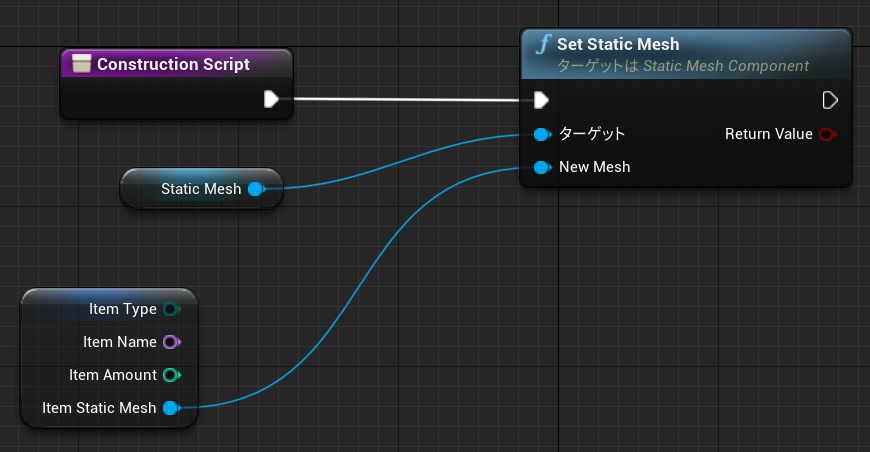 Construction Script
Set Static Mesh
ターゲットは Static Mesh Component
ターゲット
Return Value
New Mesh
Static Mesh
Item Type
Item Name
Item Amount
Item Static Mesh